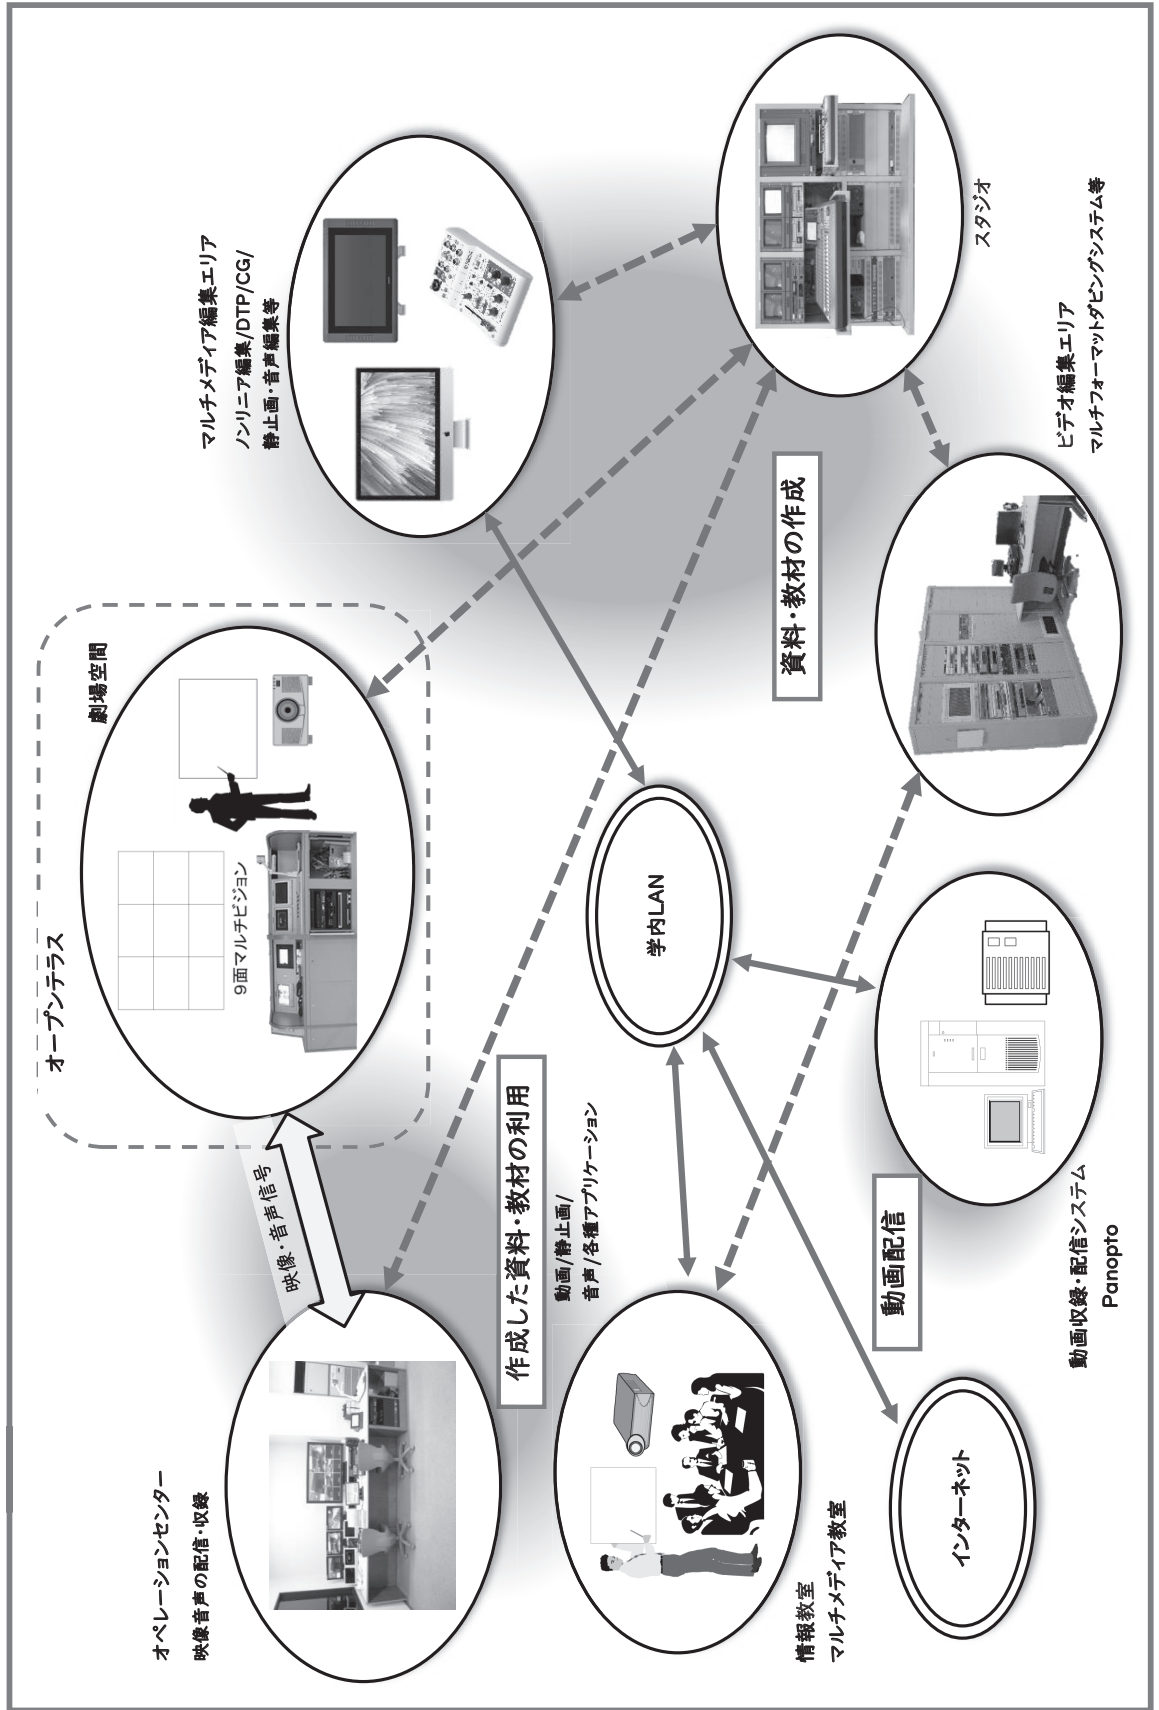 オペレーションセンター
映像音声の配信・収録
映像・音声信号
オープンテラス
劇場空間
9面マルチビジョン
マルチメディア編集エリア
ノンリニア編集/DTP/CG/
静止画・音声編集等
作成した資料・教材の利用
動画/静止画/
音声/各種アプリケーション
学内LAN
資料・教材の作成
スタジオ
情報教室
マルチメディア教室
動画配信
インターネット
動画収録・配信システム
Panopto
ビデオ編集エリア
マルチフォーマットダビングシステム等